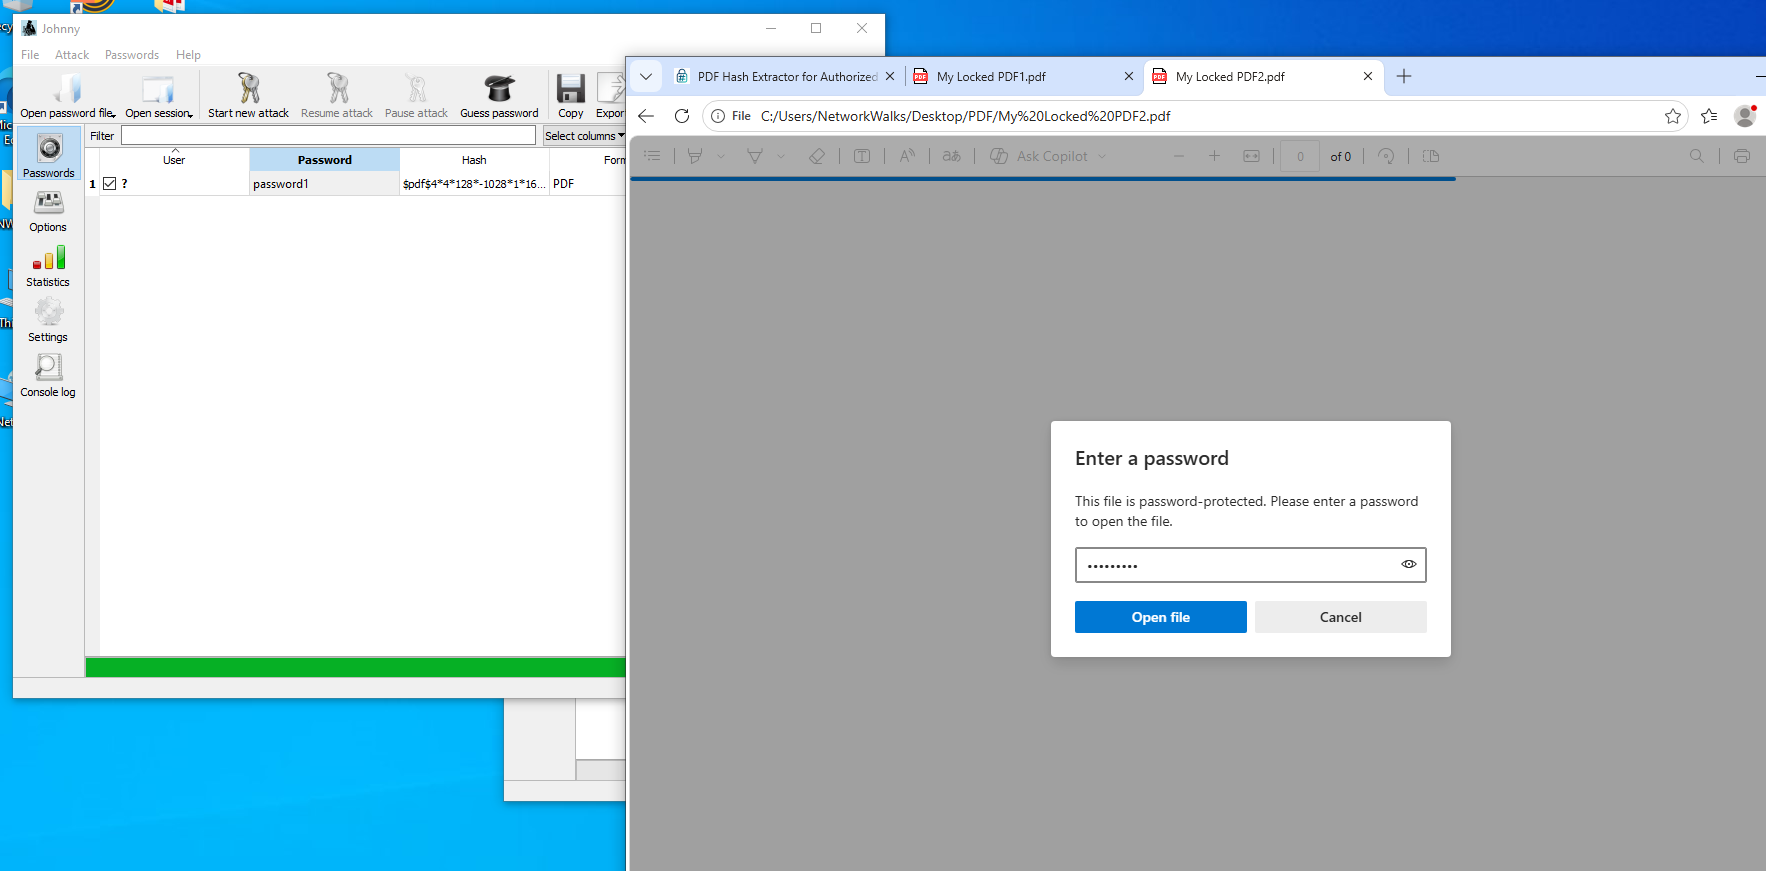 Johnny
File Attack Passwords Help
Open password file Open session Start new attack Resume attack Pause attack Guess password Copy
Passwords
Options
Statistics
Settings
Console log
Filter
Select columns
User Password Hash
1 ? password1 $pdf$4*4*128*-1028*1*16... PDF
PDF Hash Extractor for Authorized
My Locked PDF1.pdf
My Locked PDF2.pdf
File C:/Users/NetworkWalks/Desktop/PDF/My%20Locked%20PDF2.pdf
Ask Copilot
0 of 0
Enter a password
This file is password-protected. Please enter a password
to open the file.
•••••••••
Open file Cancel